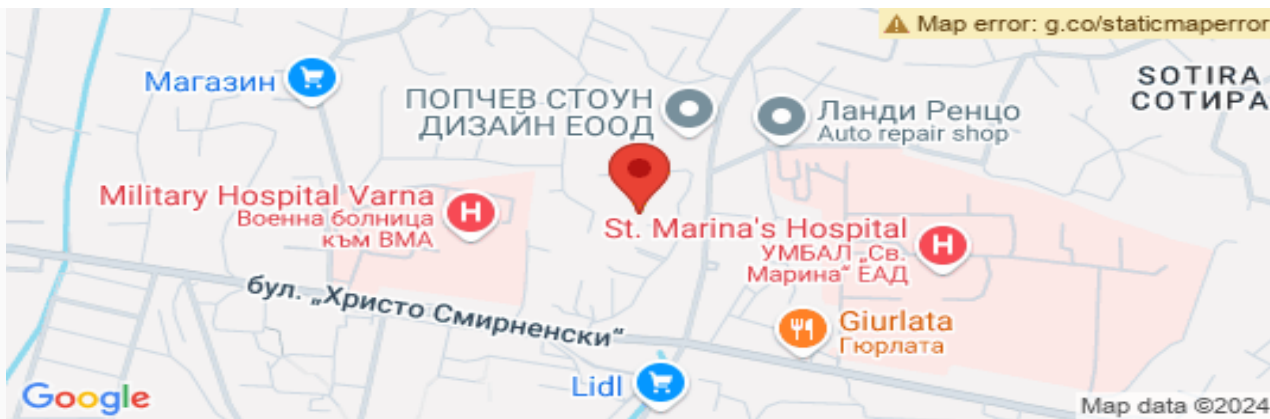 Map error: g.co/staticmaperror
Магазин
ПОПЧЕВ СТОУН
ДИЗАЙН ЕООД
Ланди Ренцо
Auto repair shop
SOTIRA
СОТИРА
Military Hospital Varna
Военна болница
към ВМА
St. Marina's Hospital
УМБАЛ „Св.
Марина“ ЕАД
бул. „Христо Смирненски“
Giurlata
Гюрлата
Lidl
Google
Map data ©2024